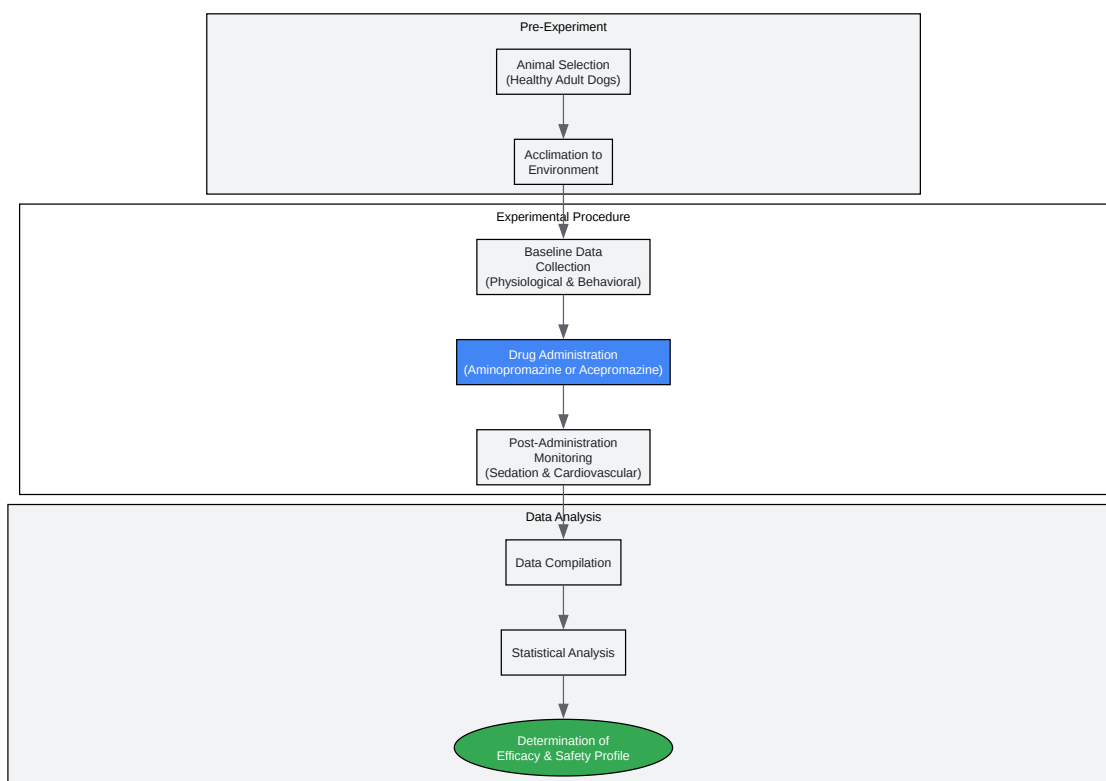 Pre-Experiment
Animal Selection
(Healthy Adult Dogs)
Acclimation to
Environment
Experimental Procedure
Baseline Data
Collection
(Physiological & Behavioral)
Drug Administration
(Aminopromazine or Acepromazine)
Post-Administration
Monitoring
(Sedation & Cardiovascular)
Data Analysis
Data Compilation
Statistical Analysis
Determination of
Efficacy & Safety Profile